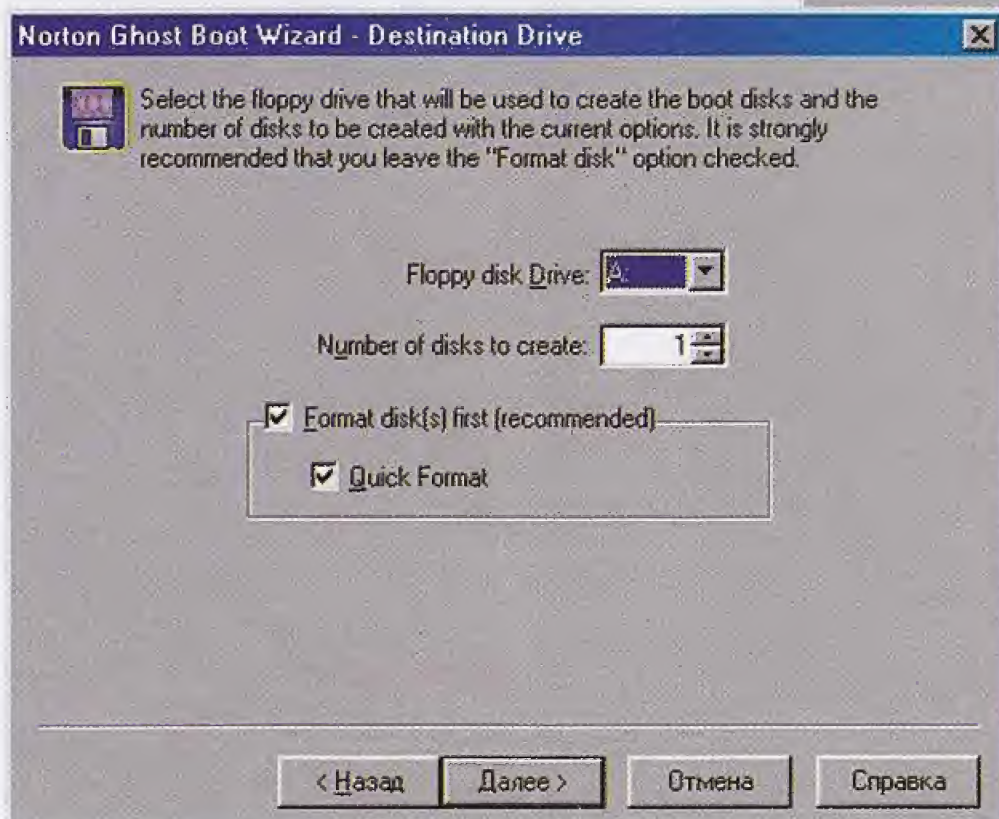 Norton Ghost Boot Wizard - Destination Drive
Select the floppy drive that will be used to create the boot disks and the
number of disks to be created with the current options. It is strongly
recommended that you leave the "Format disk" option checked.
Floppy disk Drive: A:
Number of disks to create: 1
Format disk(s) first (recommended)
Quick Format
< Назад Далее > Отмена Справка